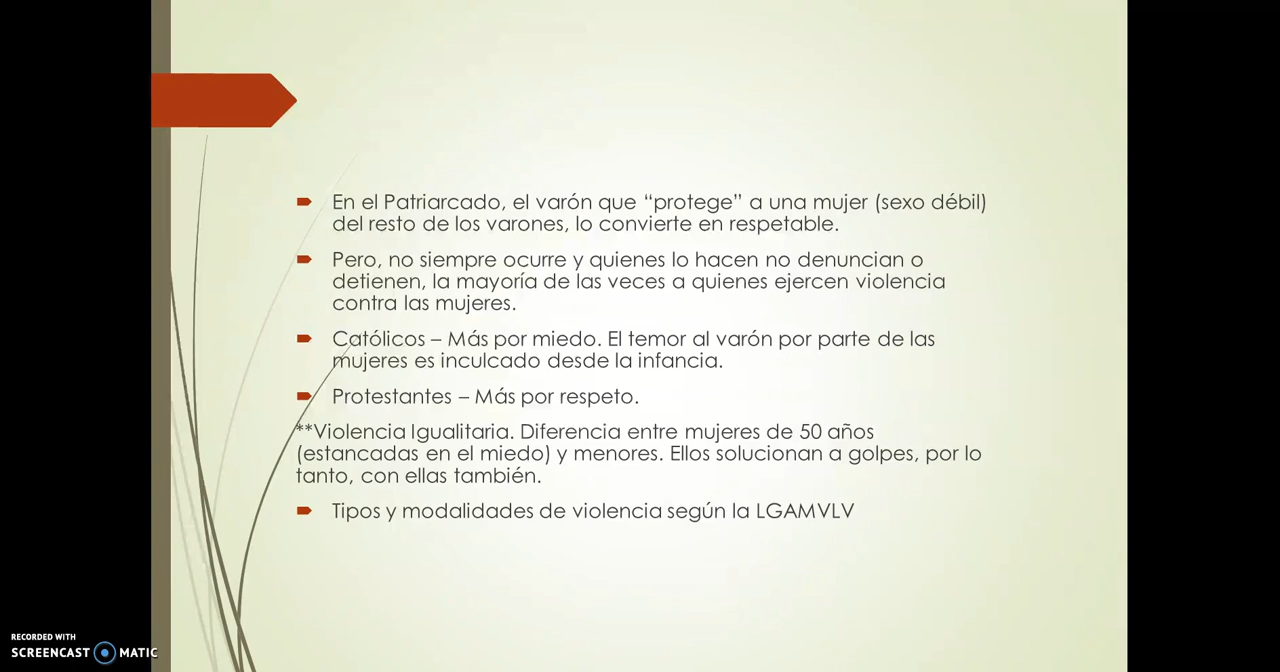 En el Patriarcado, el varón que “protege” a una mujer (sexo débil)
del resto de los varones, lo convierte en respetable.
Pero, no siempre ocurre y quienes lo hacen no denuncian o
detienen, la mayoría de las veces a quienes ejercen violencia
contra las mujeres.
Católicos – Más por miedo. El temor al varón por parte de las
mujeres es inculcado desde la infancia.
Protestantes – Más por respeto.
**Violencia Igualitaria. Diferencia entre mujeres de 50 años
(estancadas en el miedo) y menores. Ellos solucionan a golpes, por lo
tanto, con ellas también.
Tipos y modalidades de violencia según la LGAMVLV
RECORDED WITH
SCREENCAST MATIC